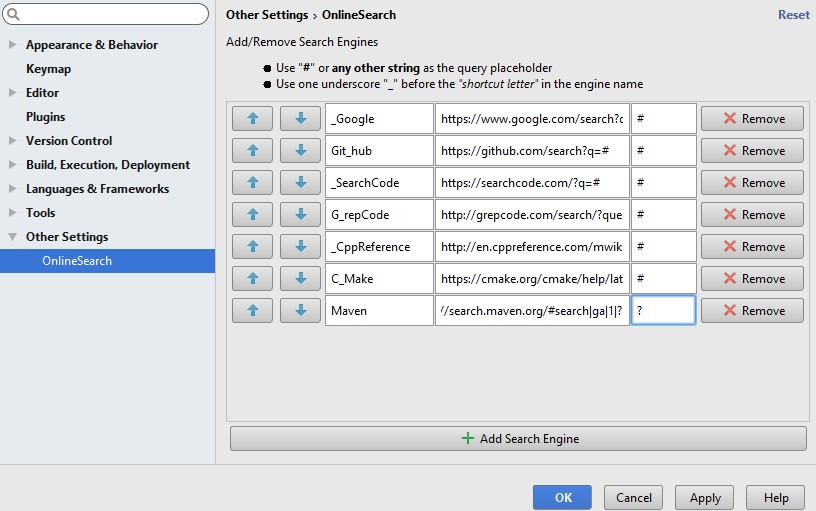 Other Settings › OnlineSearch
Reset
Appearance & Behavior
Keymap
Editor
Plugins
Version Control
Build, Execution, Deployment
Languages & Frameworks
Tools
Other Settings
OnlineSearch
Add/Remove Search Engines
● Use "#" or any other string as the query placeholder
● Use one underscore "_" before the "shortcut letter" in the engine name
_Google https://www.google.com/search?q # Remove
Git_hub https://github.com/search?q=# # Remove
_SearchCode https://searchcode.com/?q=# # Remove
G_repCode http://grepcode.com/search/?que # Remove
_CppReference http://en.cppreference.com/mwik # Remove
C_Make https://cmake.org/cmake/help/lat # Remove
Maven //search.maven.org/#search|ga|1|? ? Remove
Add Search Engine
OK Cancel Apply Help